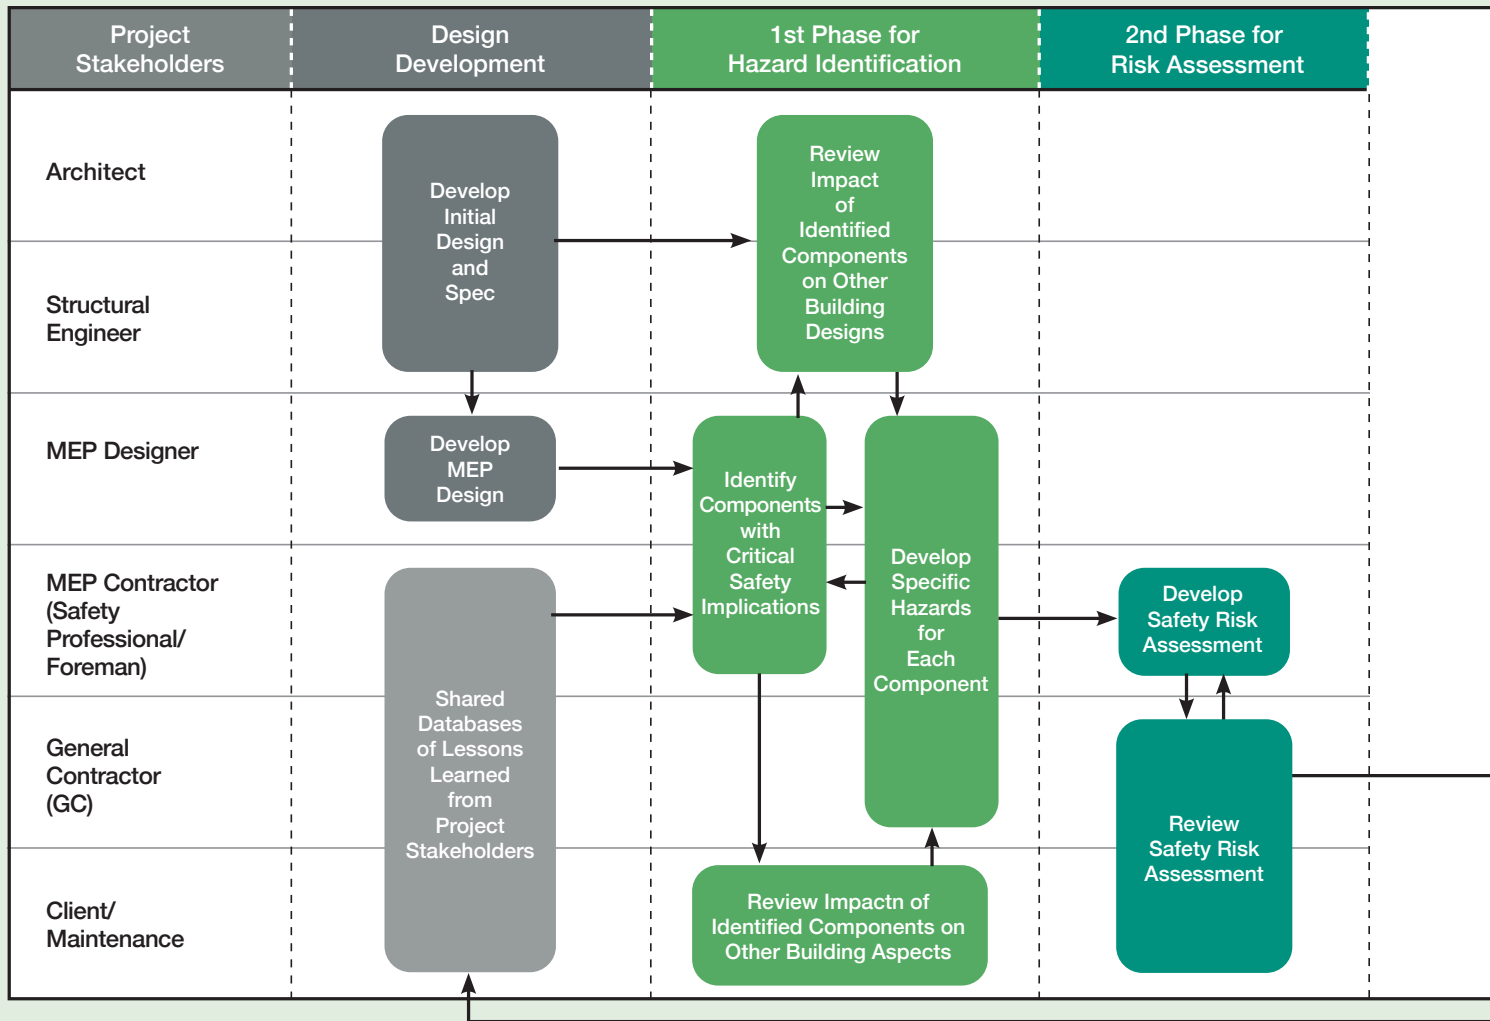 Project
Stakeholders
Design
Development
1st Phase for
Hazard Identification
2nd Phase for
Risk Assessment
Architect
Structural
Engineer
MEP Designer
MEP Contractor
(Safety
Professional/
Foreman)
General
Contractor
(GC)
Client/
Maintenance
Develop
Initial
Design
and
Spec
Develop
MEP
Design
Shared
Databases
of Lessons
Learned
from
Project
Stakeholders
Review
Impact
of
Identified
Components
on Other
Building
Designs
Identify
Components
with
Critical
Safety
Implications
Develop
Specific
Hazards
for
Each
Component
Review Impactn of
Identified Components on
Other Building Aspects
Develop
Safety Risk
Assessment
Review
Safety Risk
Assessment